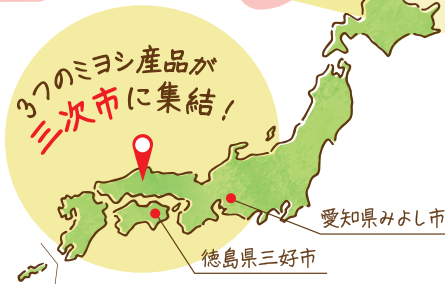 3つのミヨシ産品が
三次市に集結！
愛知県みよし市
徳島県三好市